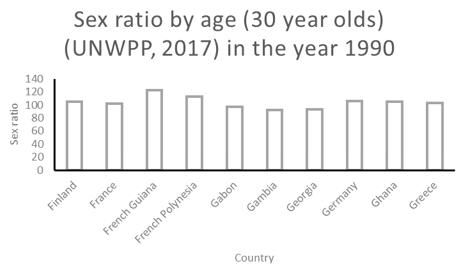 Sex ratio by age (30 year olds)
(UNWPP, 2017) in the year 1990
Sex ratio
140
120
100
80
60
40
20
0
Finland
France
French Guiana
French Polynesia
Gabon
Gambia
Georgia
Germany
Ghana
Greece
Country